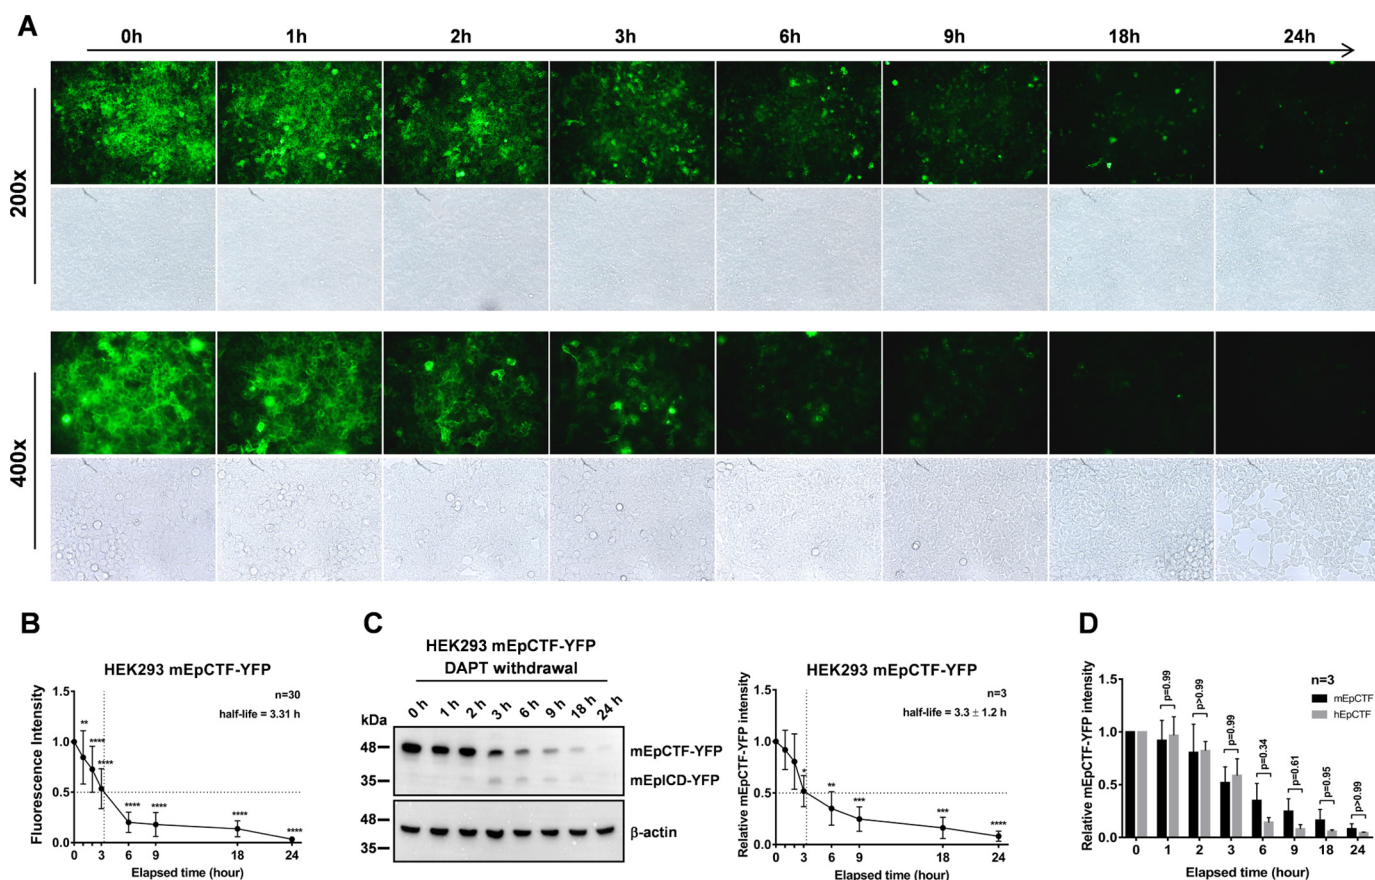 A
0h 1h 2h 3h 6h 9h 18h 24h
200x
400x
B
HEK293 mEpCTF-YFP
n=30
half-life = 3.31 h
Fluorescence Intensity
1.5
1.0
0.5
0.0
** **** **** **** **** **** ****
0 3 6 9 18 24
Elapsed time (hour)
C
HEK293 mEpCTF-YFP
DAPT withdrawal
0 h 1 h 2 h 3 h 6 h 9 h 18 h 24 h
kDa
48
35
48
35
mEpCTF-YFP
mEpICD-YFP
β-actin
HEK293 mEpCTF-YFP
n=3
half-life = 3.3 ± 1.2 h
Relative mEpCTF-YFP intensity
1.5
1.0
0.5
0.0
* ** *** *** ****
0 3 6 9 18 24
Elapsed time (hour)
D
n=3
mEpCTF
hEpCTF
Relative mEpCTF-YFP intensity
1.5
1.0
0.5
0.0
p=0.99 p>0.99 p=0.99 p=0.34 p=0.61 p=0.95 p>0.99
0 1 2 3 6 9 18 24
Elapsed time (hour)